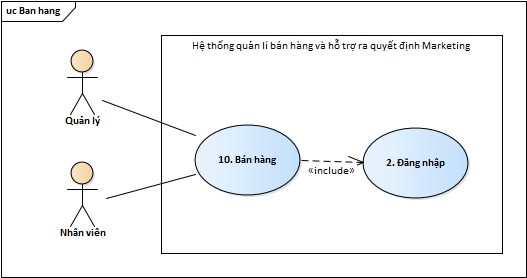 uc Ban hang
Hệ thống quản lí bán hàng và hỗ trợ ra quyết định Marketing
Quản lý
10. Bán hàng
2. Đăng nhập
«include»
Nhân viên